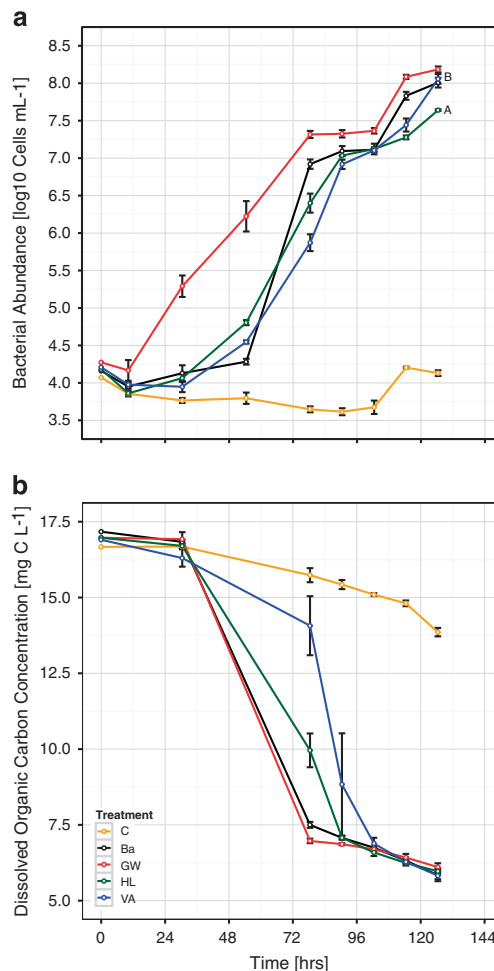 a
Bacterial Abundance [log10 Cells mL-1]
8.5
8.0
7.5
7.0
6.5
6.0
5.5
5.0
4.5
4.0
3.5
B
A
b
Dissolved Organic Carbon Concentration [mg C L-1]
17.5
15.0
12.5
10.0
7.5
5.0
Treatment
C
Ba
GW
HL
VA
0 24 48 72 96 120 144
Time [hrs]